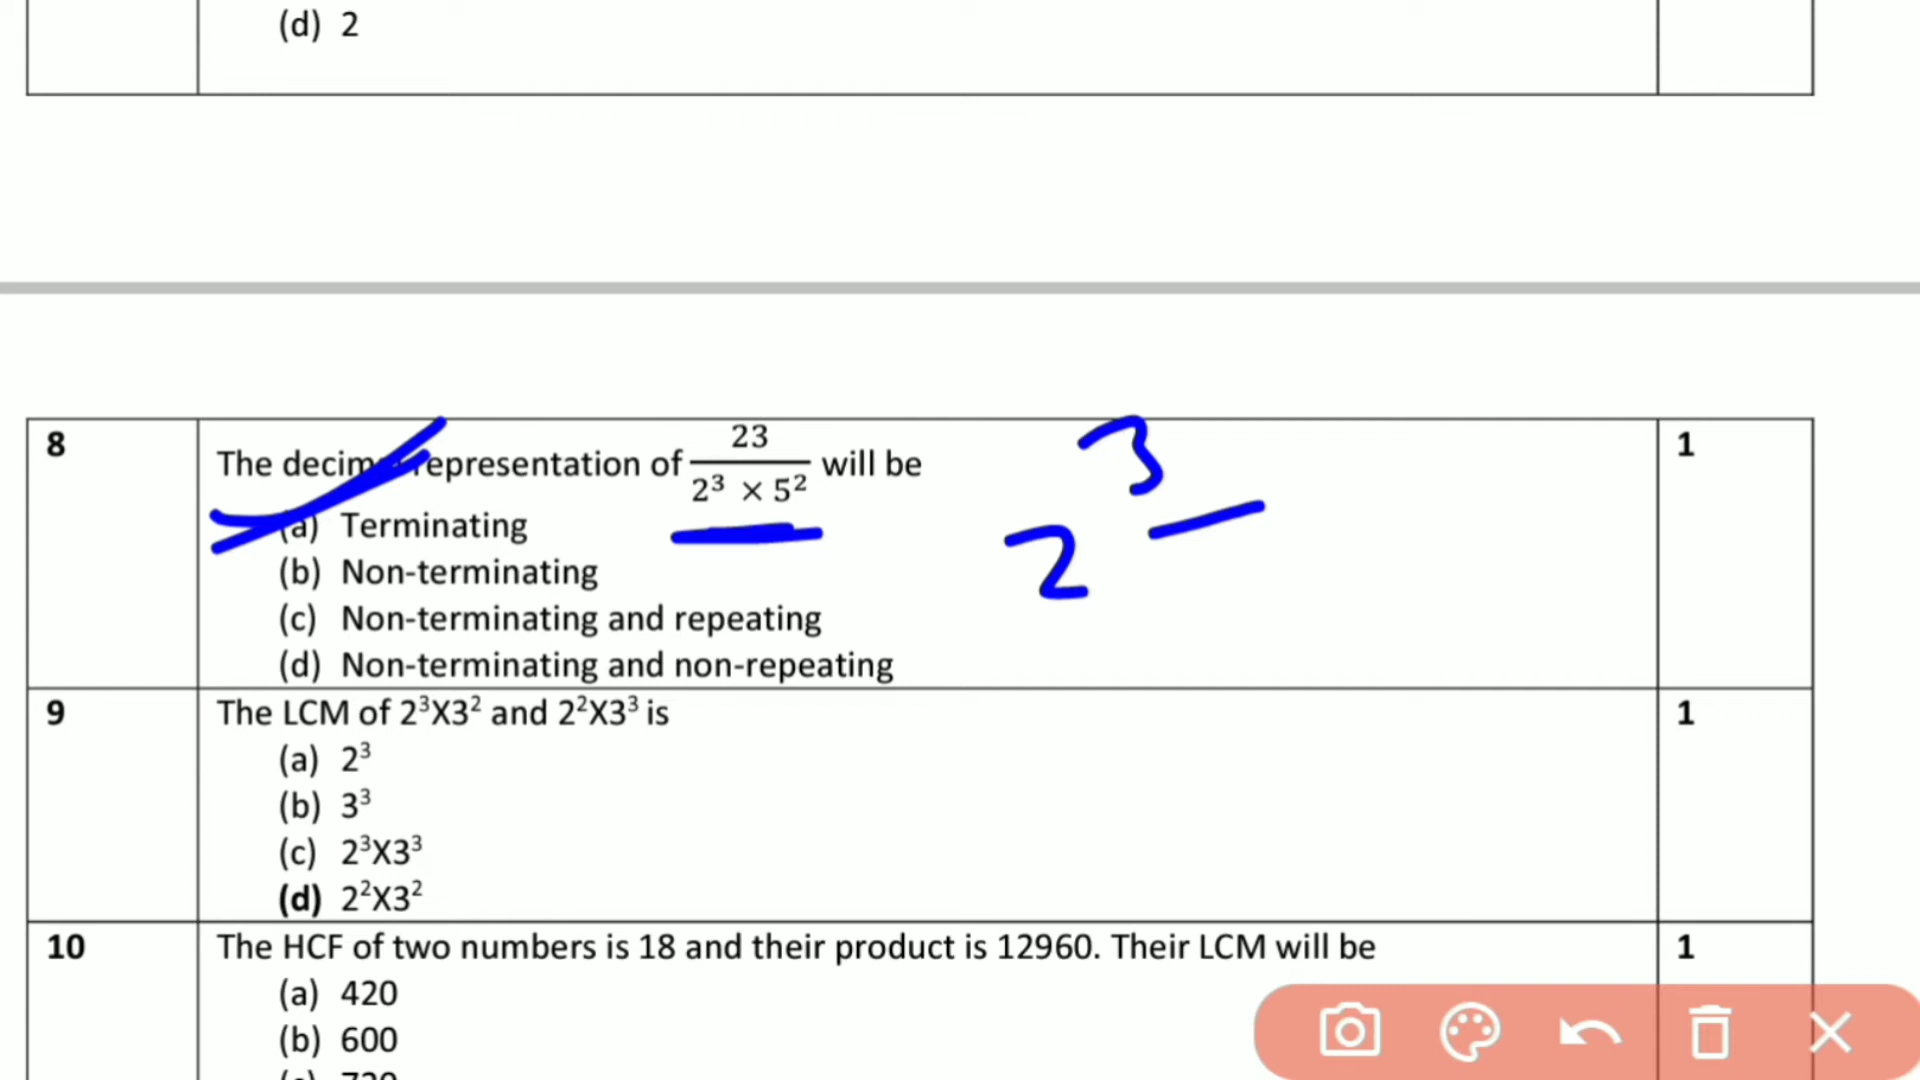 (d) 2
8 The decimal representation of 23 / 2³ × 5² will be 1
(a) Terminating
(b) Non-terminating
(c) Non-terminating and repeating
(d) Non-terminating and non-repeating
2 3
9 The LCM of 2³X3² and 2²X3³ is 1
(a) 2³
(b) 3³
(c) 2³X3³
(d) 2²X3²
10 The HCF of two numbers is 18 and their product is 12960. Their LCM will be 1
(a) 420
(b) 600